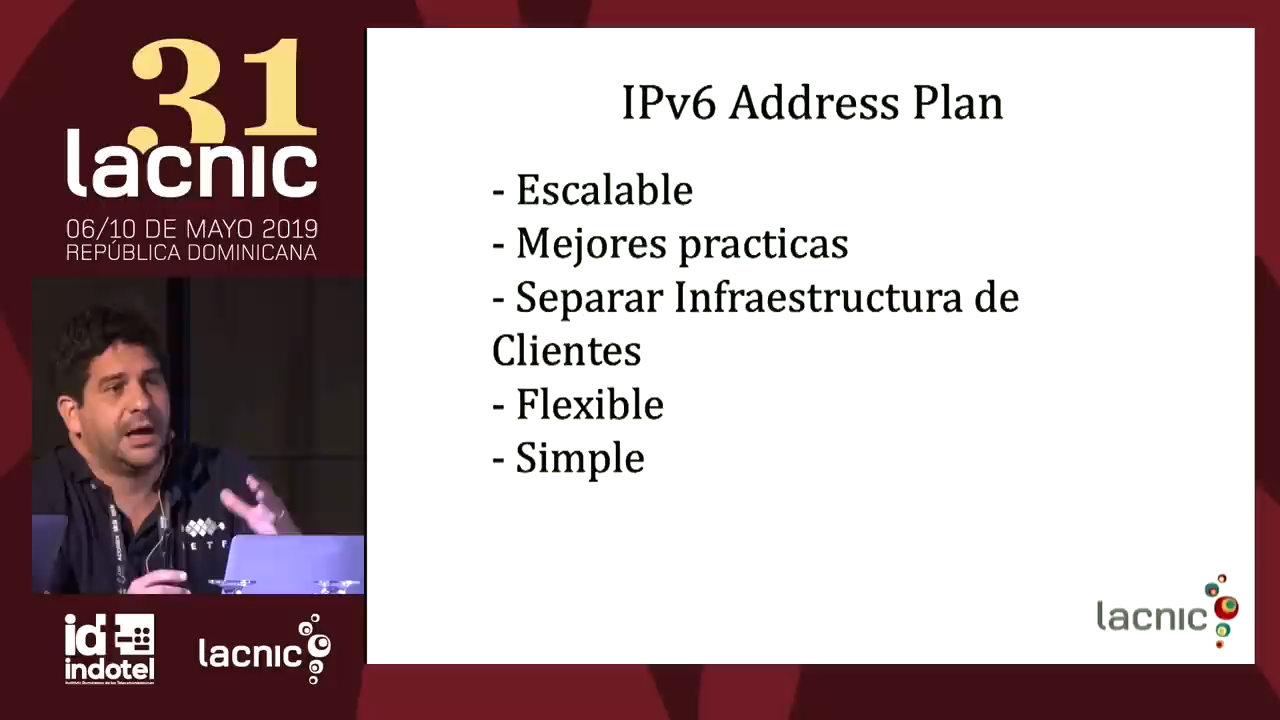 31
lacnic
06/10 DE MAYO 2019
REPÚBLICA DOMINICANA
IPv6 Address Plan
- Escalable
- Mejores practicas
- Separar Infraestructura de
Clientes
- Flexible
- Simple
IETF
indotel
lacnic
lacnic